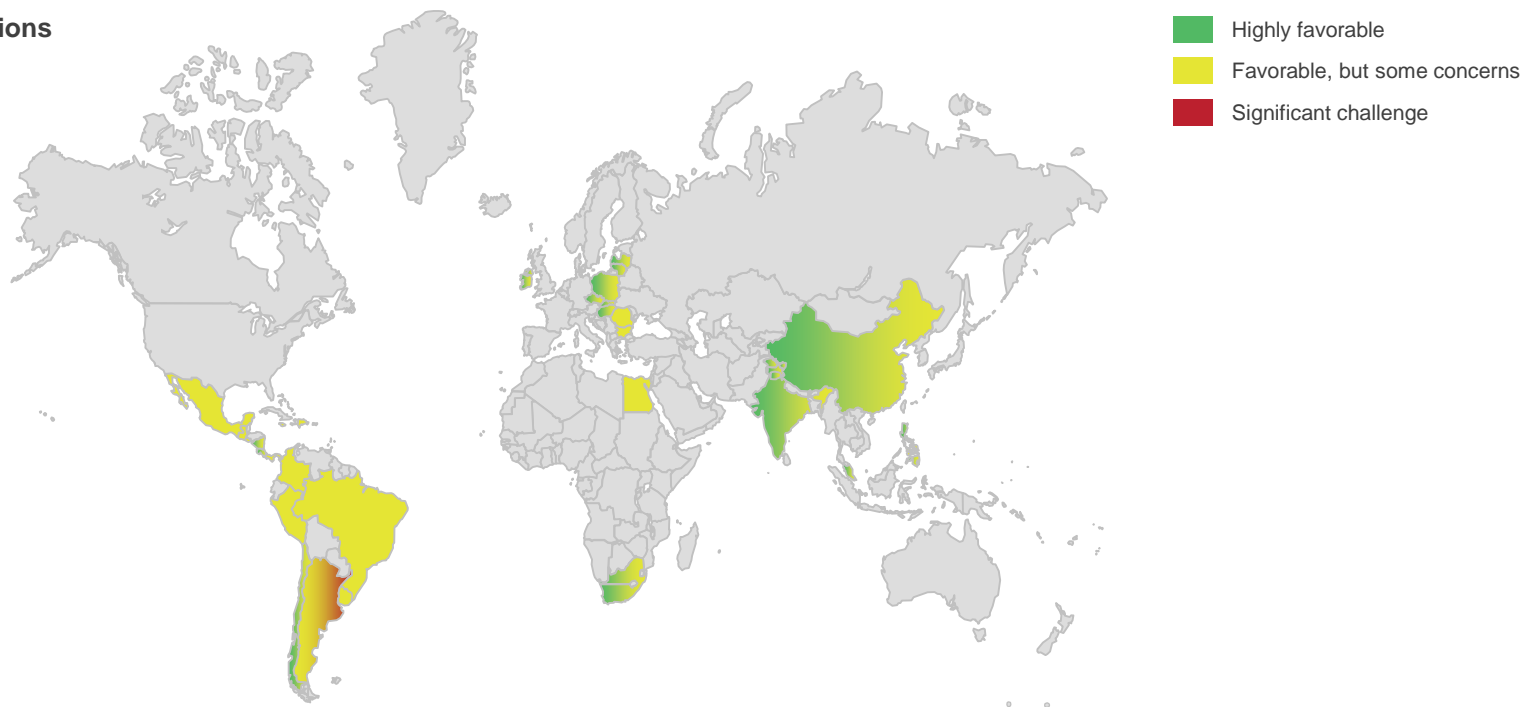 ions
Highly favorable
Favorable, but some concerns
Significant challenge